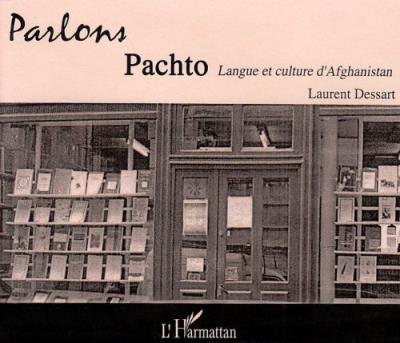 Parlons
Pachto Langue et culture d'Afghanistan
Laurent Dessart
L'Harmattan